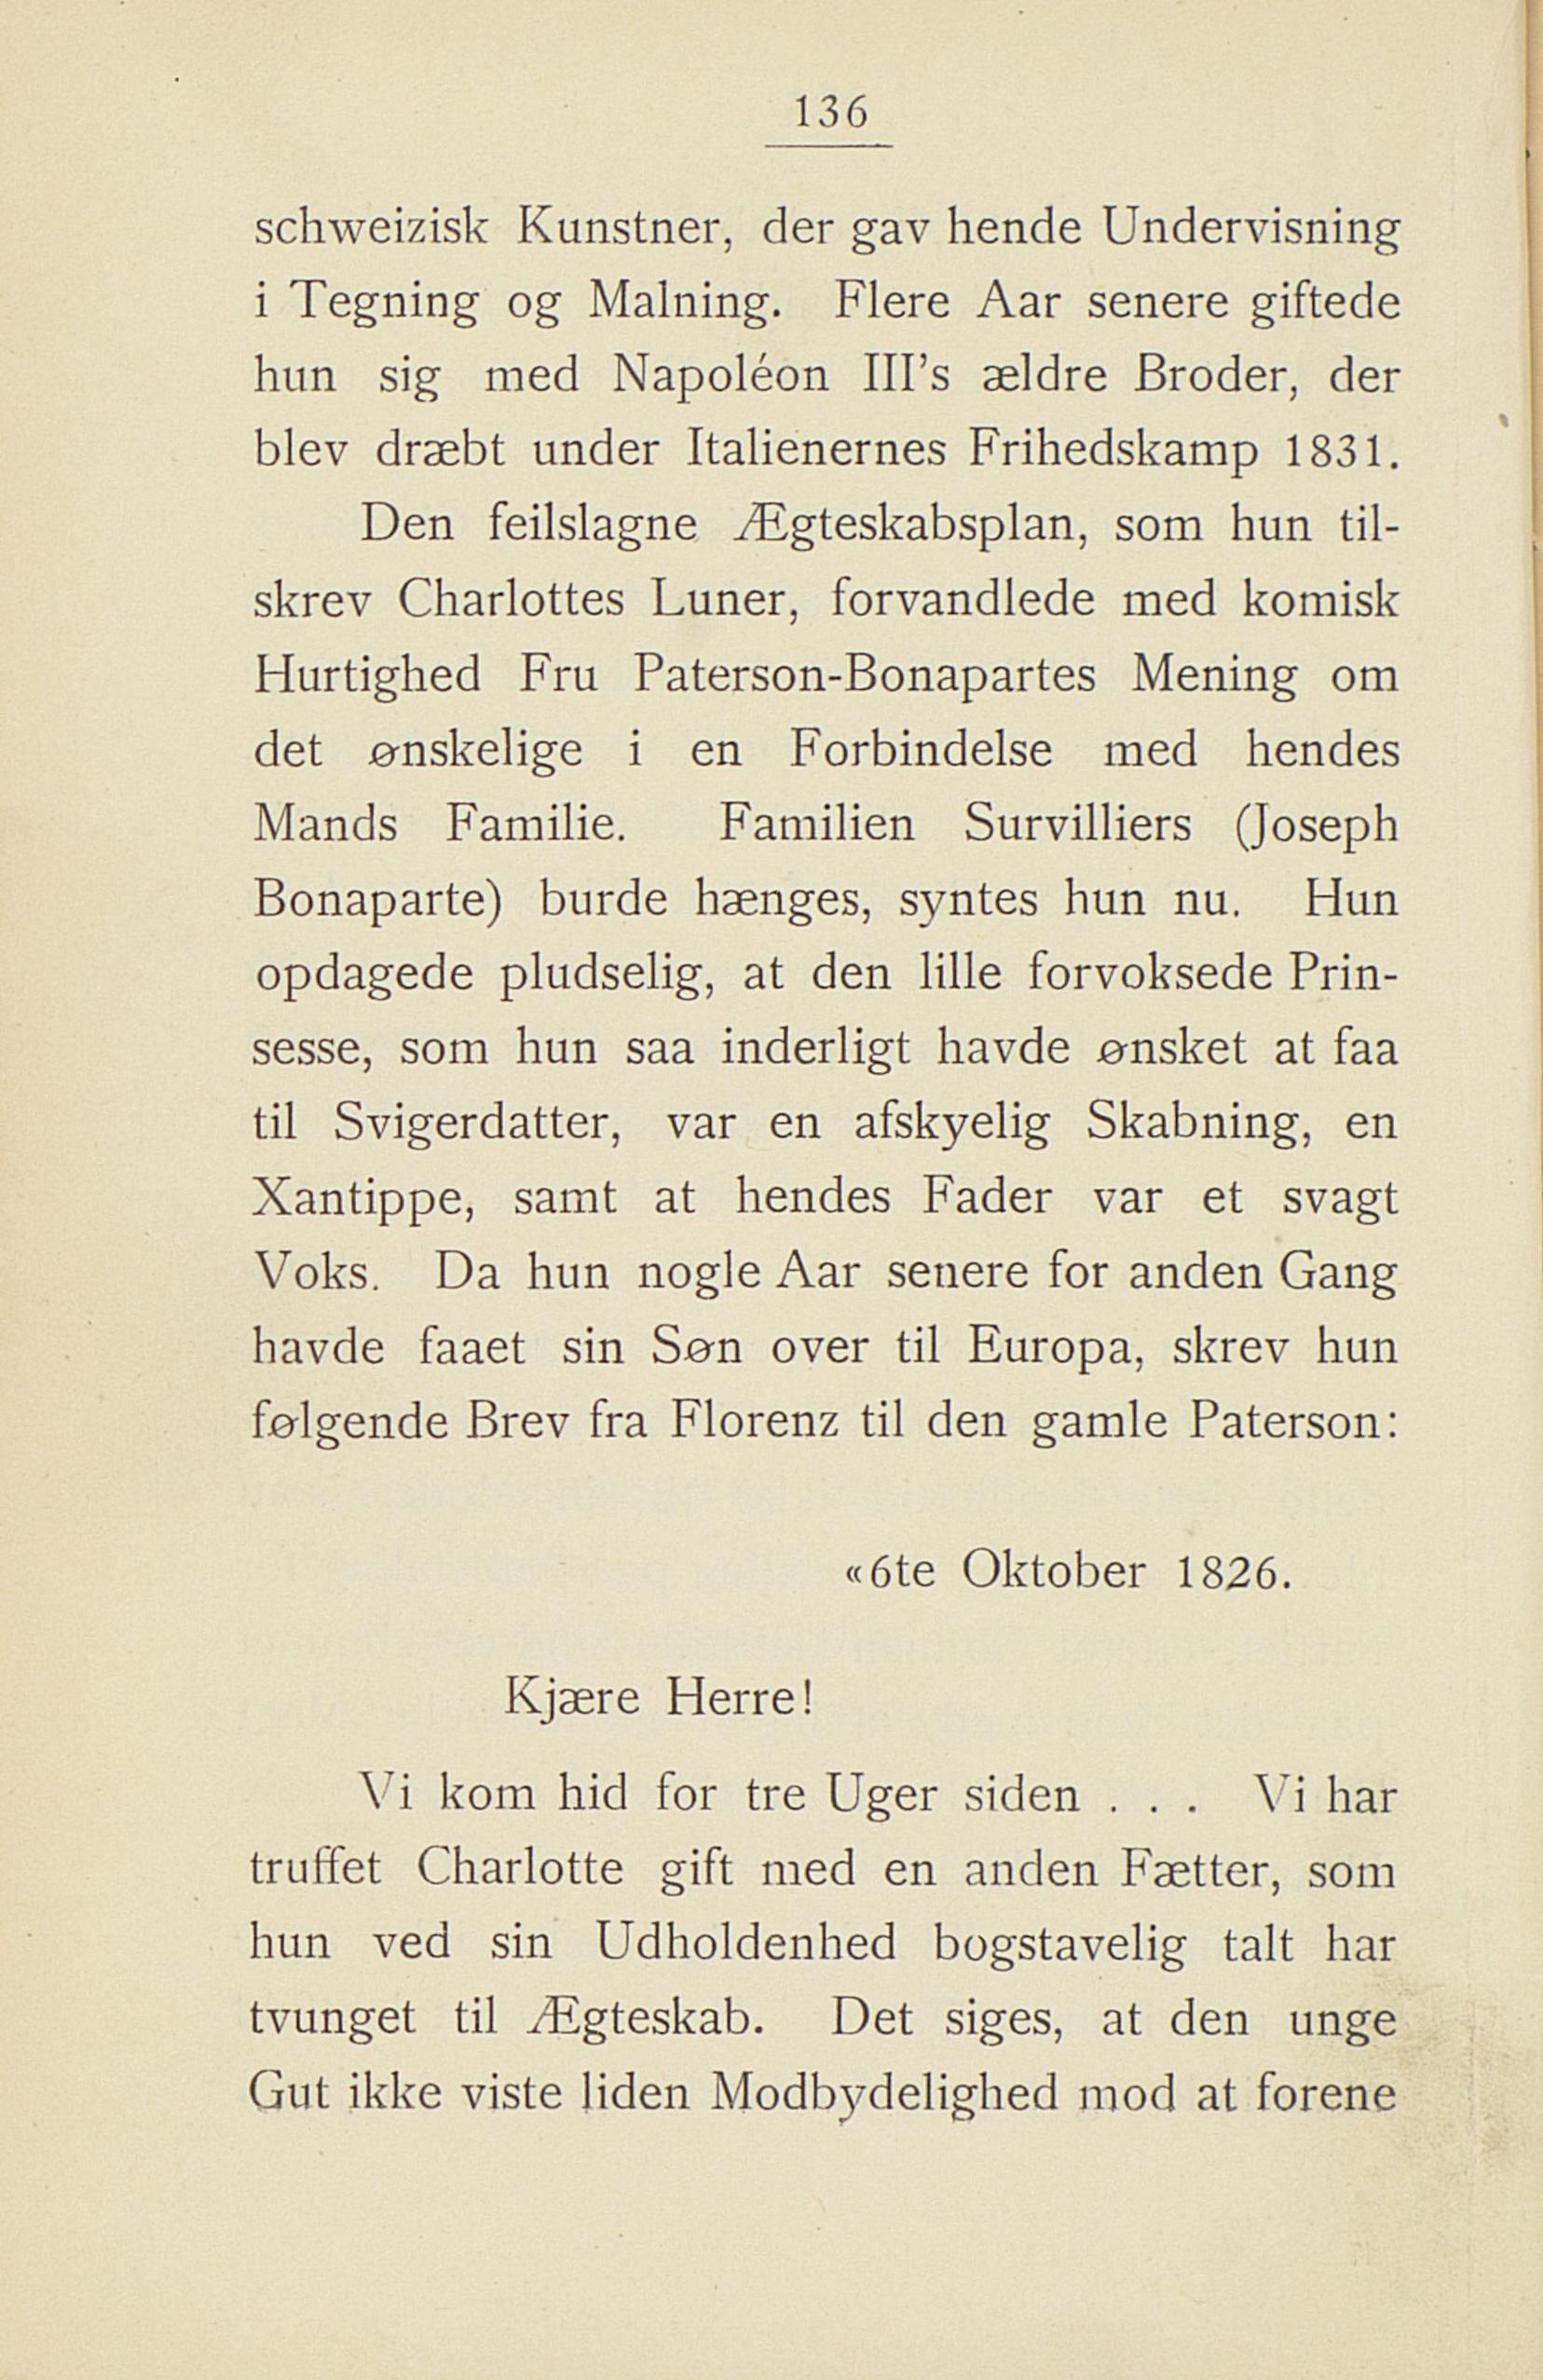 136
schweizisk Kunstner, der gav hende Undervisning
i Tegning og Malning. Flere Aar senere giftede
hun sig med Napoléon III's ældre Broder, der
blev dræbt under Italienernes Frihedskamp 1831.
Den feilslagne Ægteskabsplan, som hun til-
skrev Charlottes Luner, forvandlede med komisk
Hurtighed Fru Paterson-Bonapartes Mening om
det ønskelige i en Forbindelse med hendes
Mands Familie. Familien Survilliers (Joseph
Bonaparte) burde hænges, syntes hun nu. Hun
opdagede pludselig, at den lille forvoksede Prin-
sesse, som hun saa inderligt havde ønsket at faa
til Svigerdatter, var en afskyelig Skabning, en
Xantippe, samt at hendes Fader var et svagt
Voks. Da hun nogle Aar senere for anden Gang
havde faaet sin Søn over til Europa, skrev hun
følgende Brev fra Florenz til den gamle Paterson:
«6te Oktober 1826.
Kjære Herre!
Vi kom hid for tre Uger siden . . . Vi har
truffet Charlotte gift med en anden Fætter, som
hun ved sin Udholdenhed bogstavelig talt har
tvunget til Ægteskab. Det siges, at den unge
Gut ikke viste liden Modbydelighed mod at forene